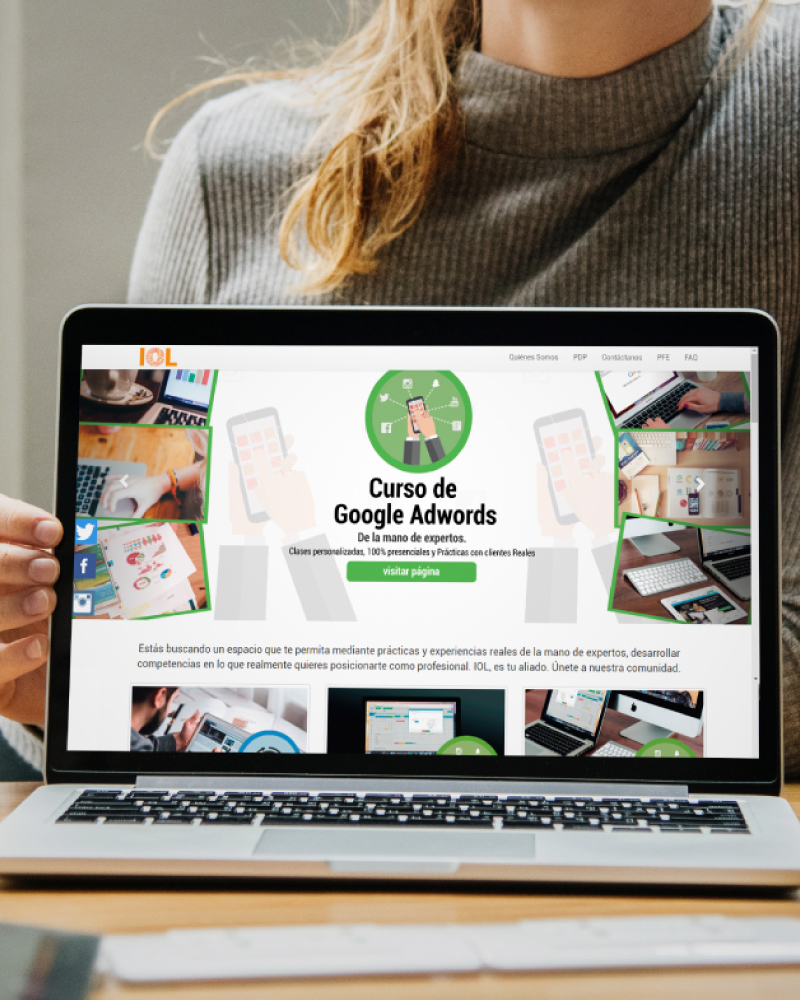 IOL
Quiénes Somos PDP Contáctanos PFE FAQ
Curso de
Google Adwords
De la mano de expertos.
Clases personalizadas, 100% presenciales y Prácticas con clientes Reales
visitar página
Estás buscando un espacio que te permita mediante prácticas y experiencias reales de la mano de expertos, desarrollar
competencias en lo que realmente quieres posicionarte como profesional. IOL, es tu aliado. Únete a nuestra comunidad.